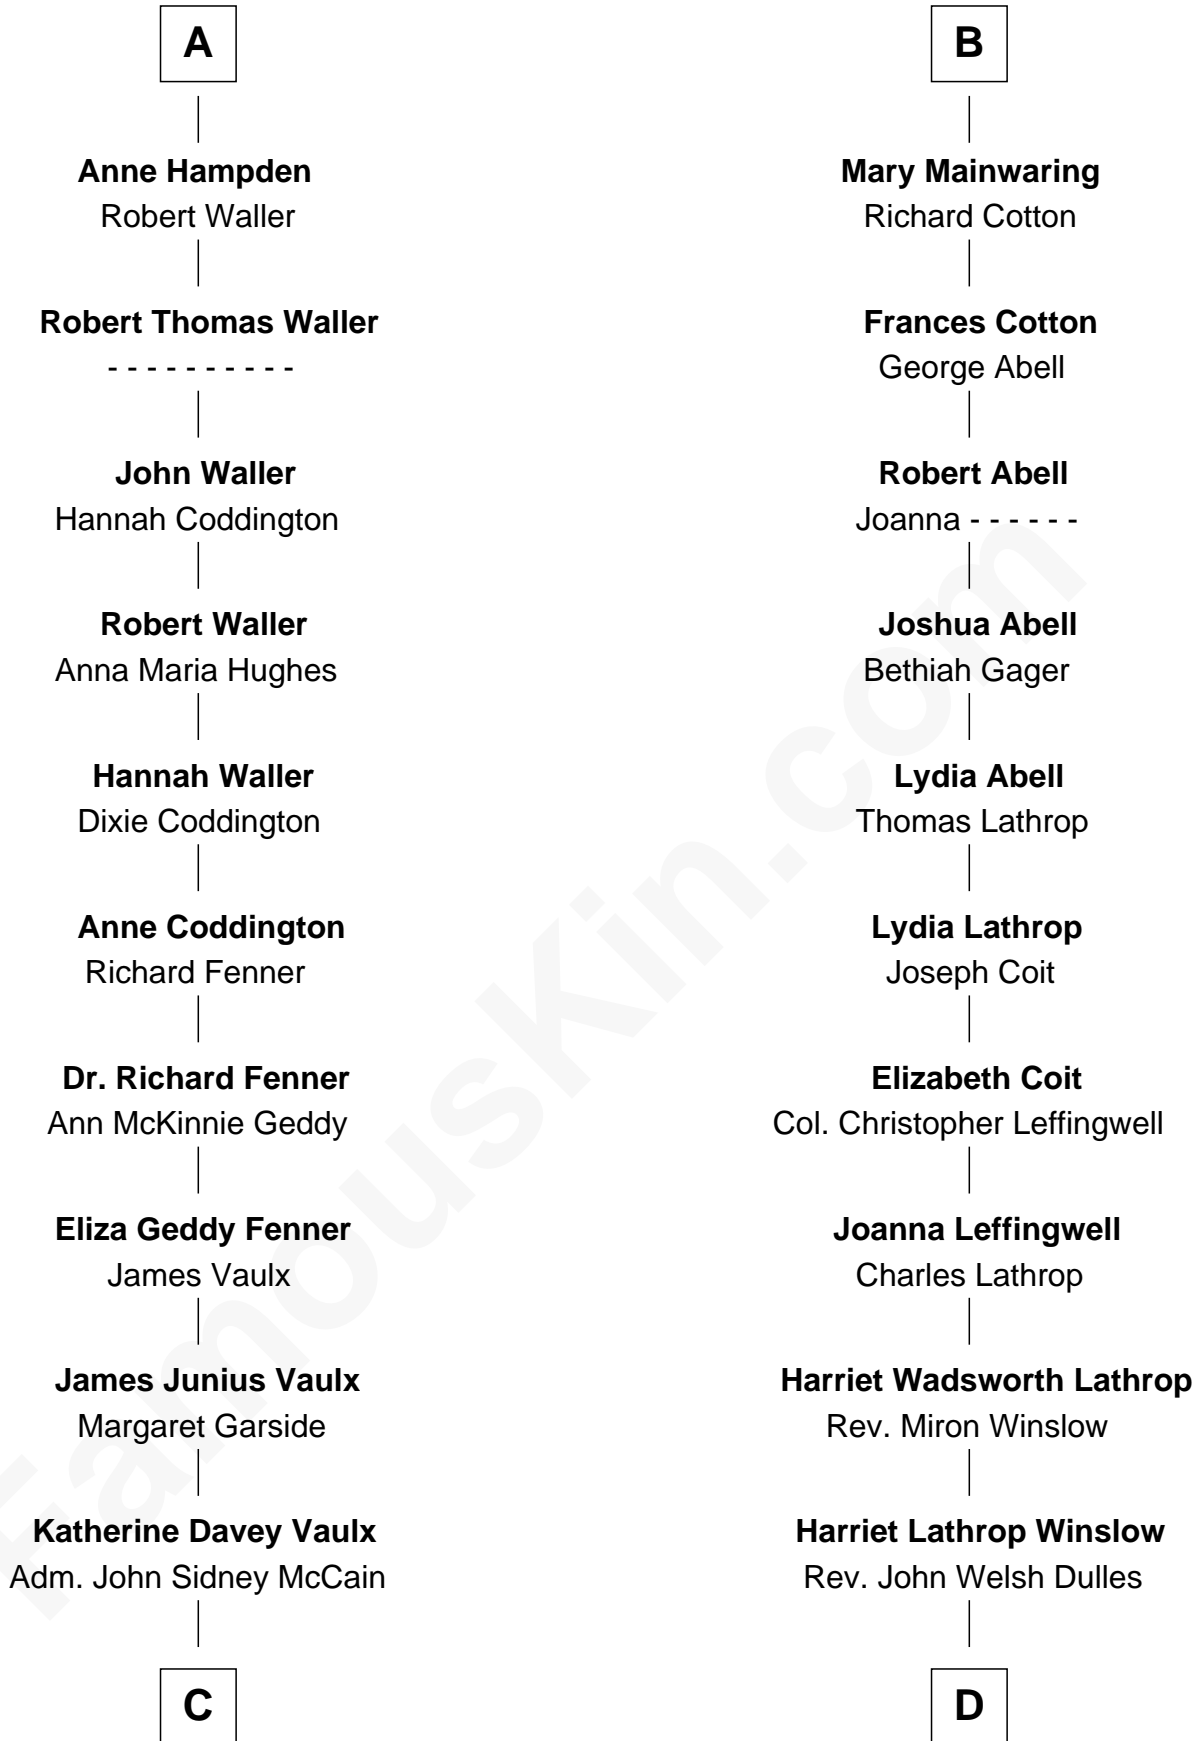 A
Anne Hampden
Robert Waller
Robert Thomas Waller
- - - - - - - - - -
John Waller
Hannah Coddington
Robert Waller
Anna Maria Hughes
Hannah Waller
Dixie Coddington
Anne Coddington
Richard Fenner
Dr. Richard Fenner
Ann McKinnie Geddy
Eliza Geddy Fenner
James Vaulx
James Junius Vaulx
Margaret Garside
Katherine Davey Vaulx
Adm. John Sidney McCain
C
B
Mary Mainwaring
Richard Cotton
Frances Cotton
George Abell
Robert Abell
Joanna - - - - - -
Joshua Abell
Bethiah Gager
Lydia Abell
Thomas Lathrop
Lydia Lathrop
Joseph Coit
Elizabeth Coit
Col. Christopher Leffingwell
Joanna Leffingwell
Charles Lathrop
Harriet Wadsworth Lathrop
Rev. Miron Winslow
Harriet Lathrop Winslow
Rev. John Welsh Dulles
D
FamousKin.com